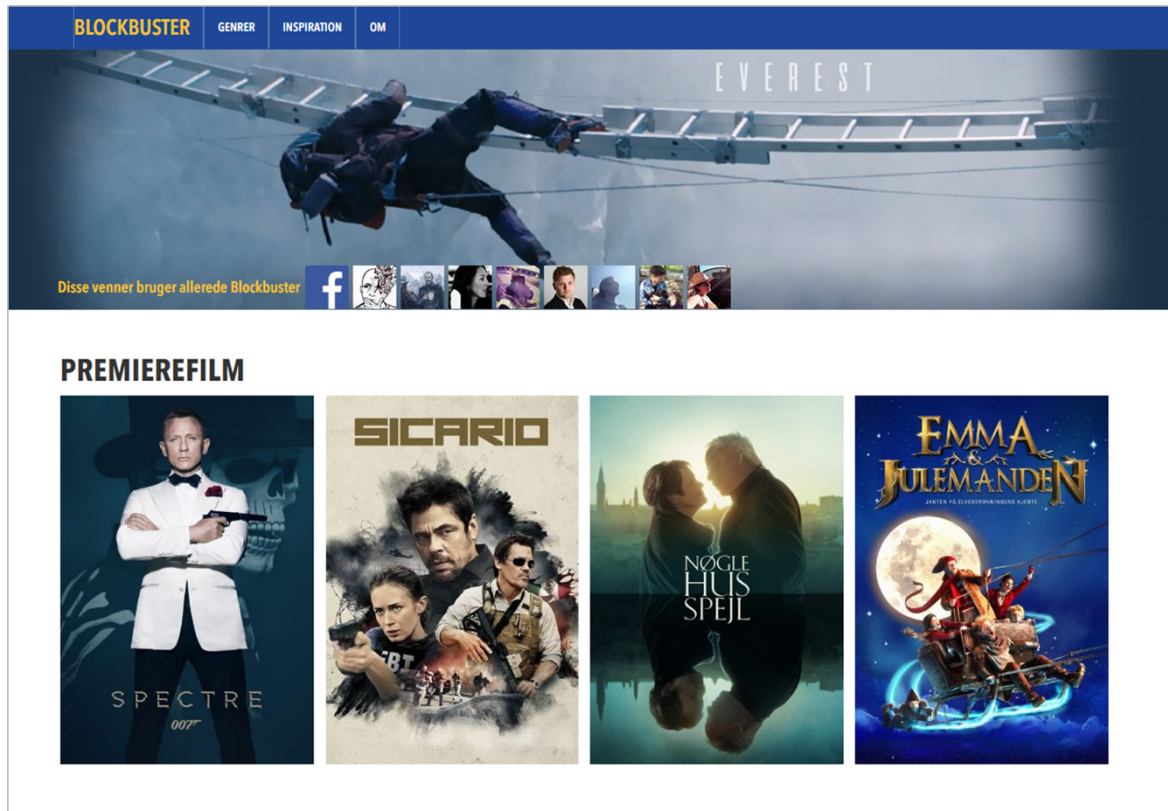 BLOCKBUSTER GENRER INSPIRATION OM
EVEREST
Disse venner bruger allerede Blockbuster
f
PREMIEREFILM
SPECTRE
007
SICARIO
FBI
NØGLE
HUS
SPEJL
EMMA
&
JULEMANDEN
JAGTEN PÅ ELVERDRONNINGENS HJERTE